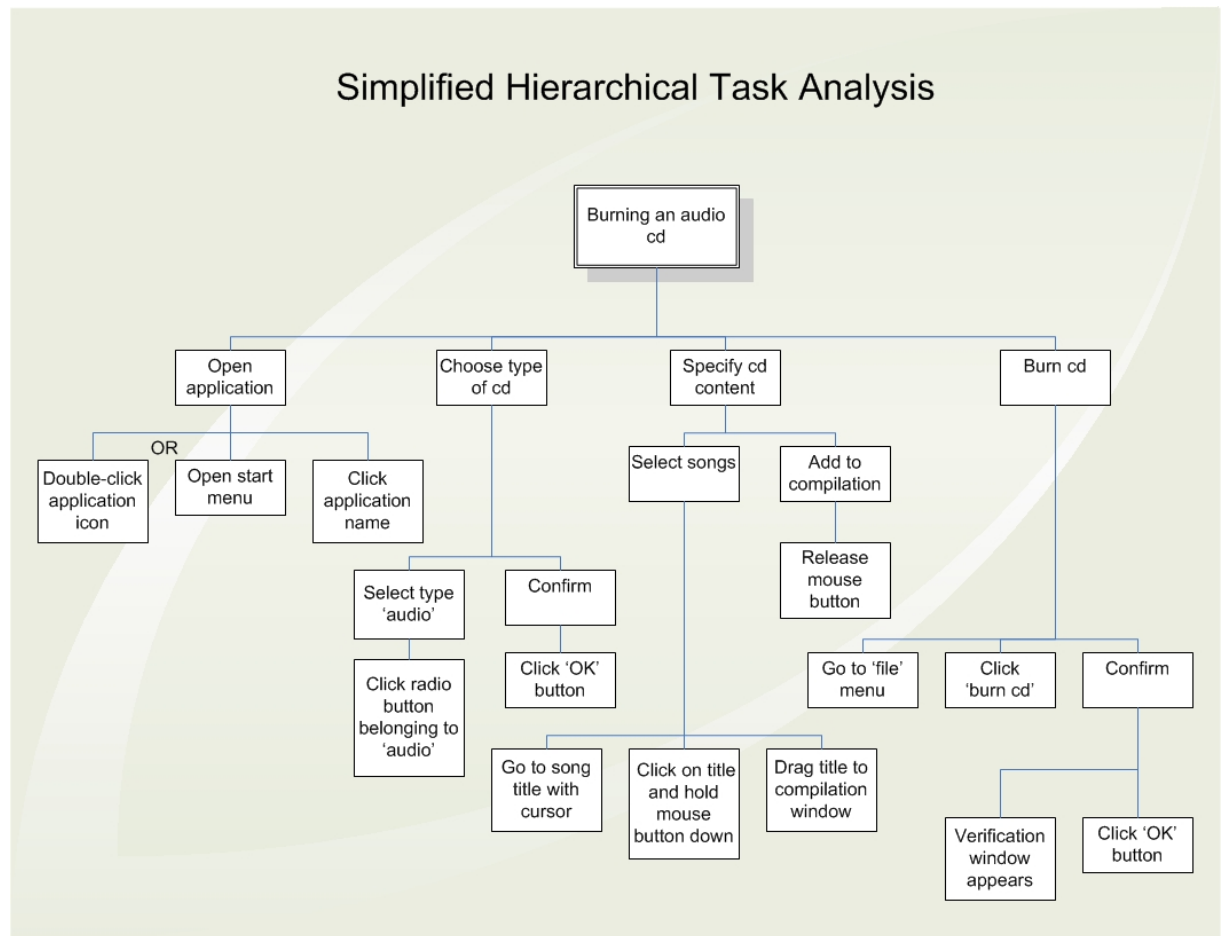 Simplified Hierarchical Task Analysis
Burning an audio
cd
Open
application
Choose type
of cd
Specify cd
content
Burn cd
OR
Double-click
application
icon
Open start
menu
Click
application
name
Select songs
Add to
compilation
Release
mouse
button
Select type
‘audio’
Confirm
Click radio
button
belonging to
‘audio’
Click ‘OK’
button
Go to ‘file’
menu
Click
‘burn cd’
Confirm
Go to song
title with
cursor
Click on title
and hold
mouse
button down
Drag title to
compilation
window
Verification
window
appears
Click ‘OK’
button